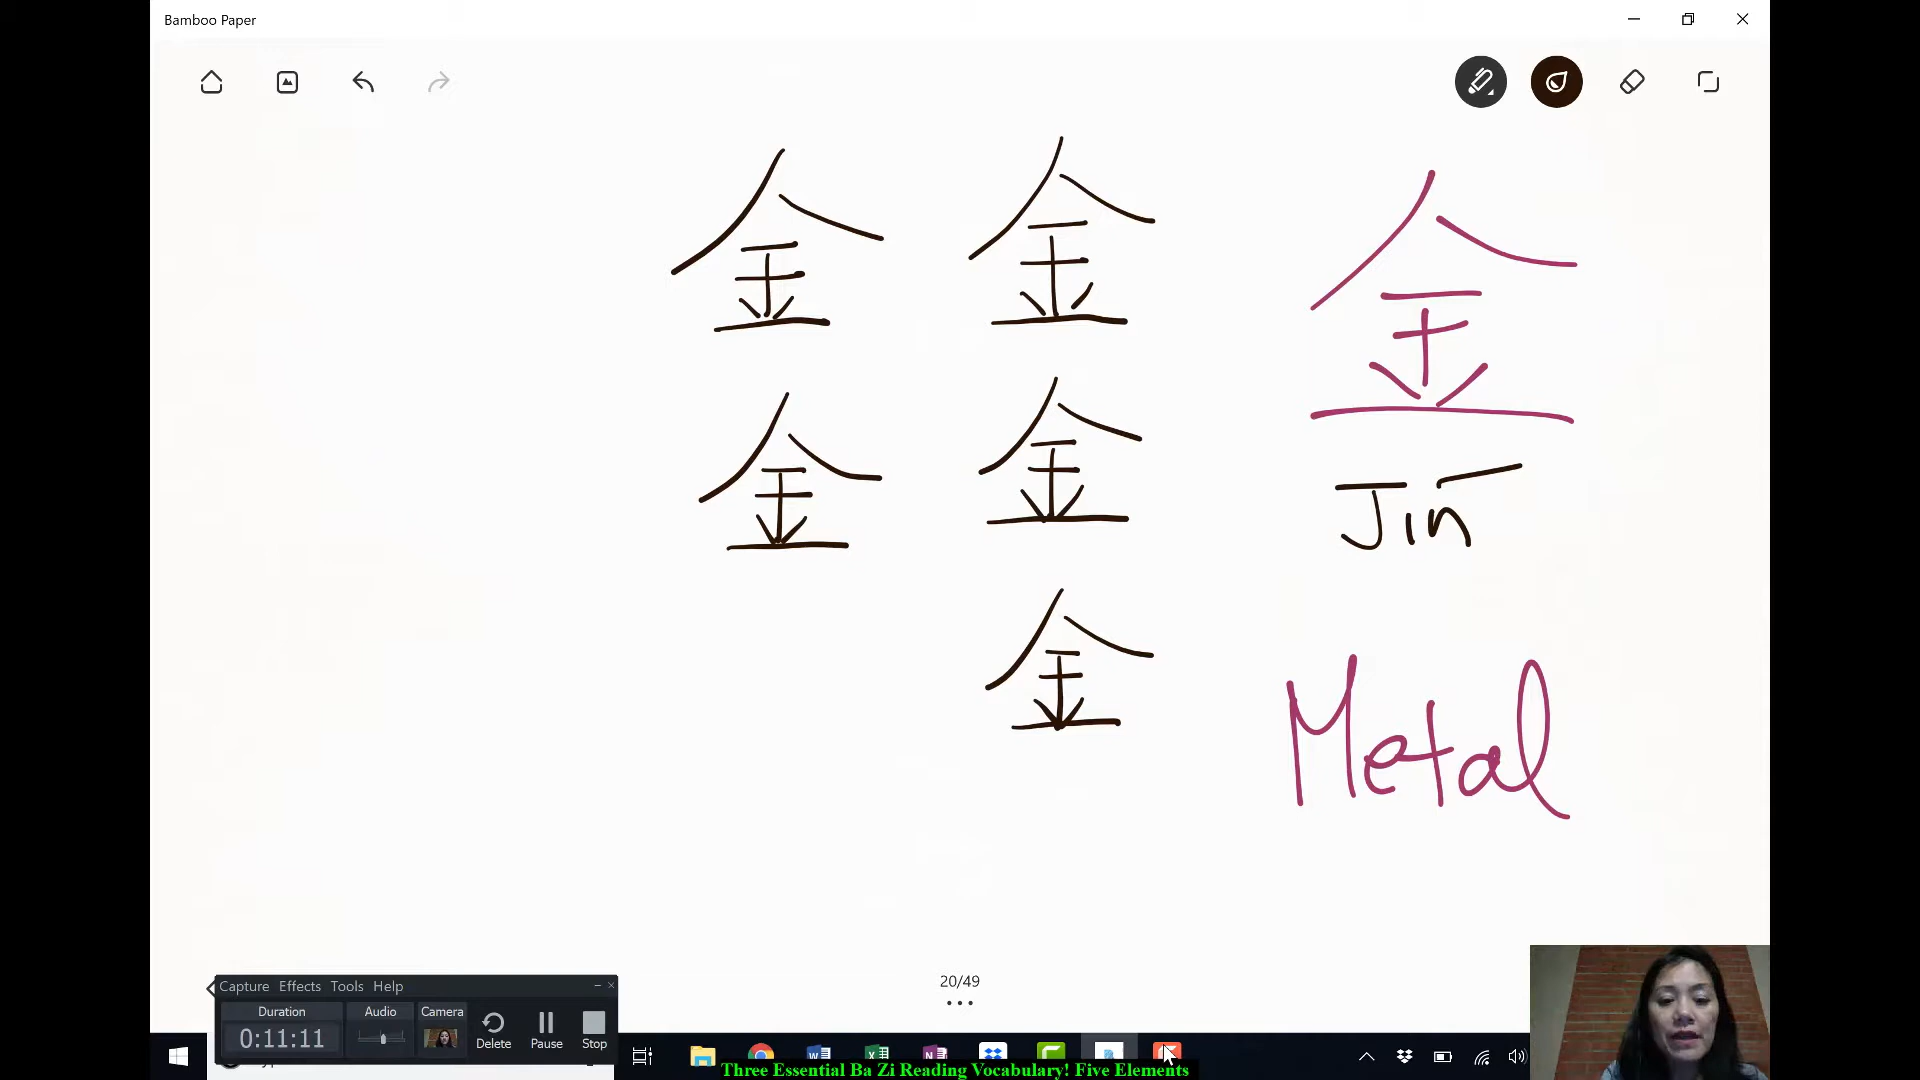 Bamboo Paper
金 金 金
金 金
Jīn
金
Metal
20/49
Capture Effects Tools Help
Duration Audio Camera
0:11:11
Delete Pause Stop
Three Essential Ba Zi Reading Vocabulary! Five Elements